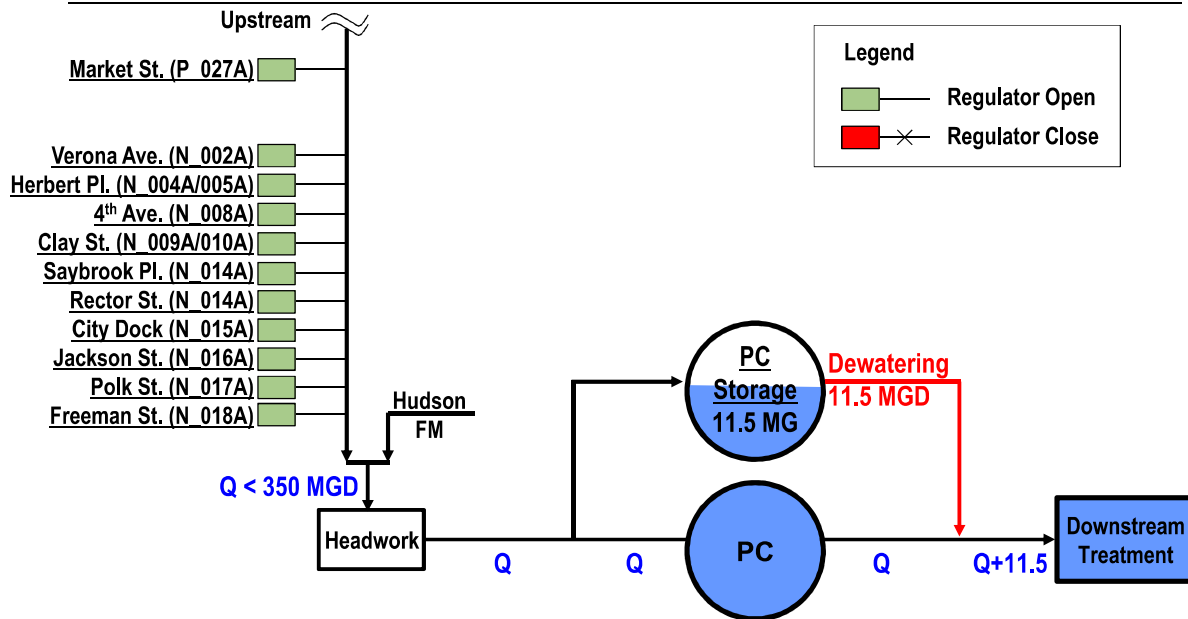 Upstream
Market St. (P_027A)
Verona Ave. (N_002A)
Herbert Pl. (N_004A/005A)
4th Ave. (N_008A)
Clay St. (N_009A/010A)
Saybrook Pl. (N_014A)
Rector St. (N_014A)
City Dock (N_015A)
Jackson St. (N_016A)
Polk St. (N_017A)
Freeman St. (N_018A)
Hudson
FM
Q < 350 MGD
Headwork
Q
Q
PC
Storage
11.5 MG
Dewatering
11.5 MGD
PC
Q
Q+11.5
Downstream
Treatment
Legend
Regulator Open
Regulator Close